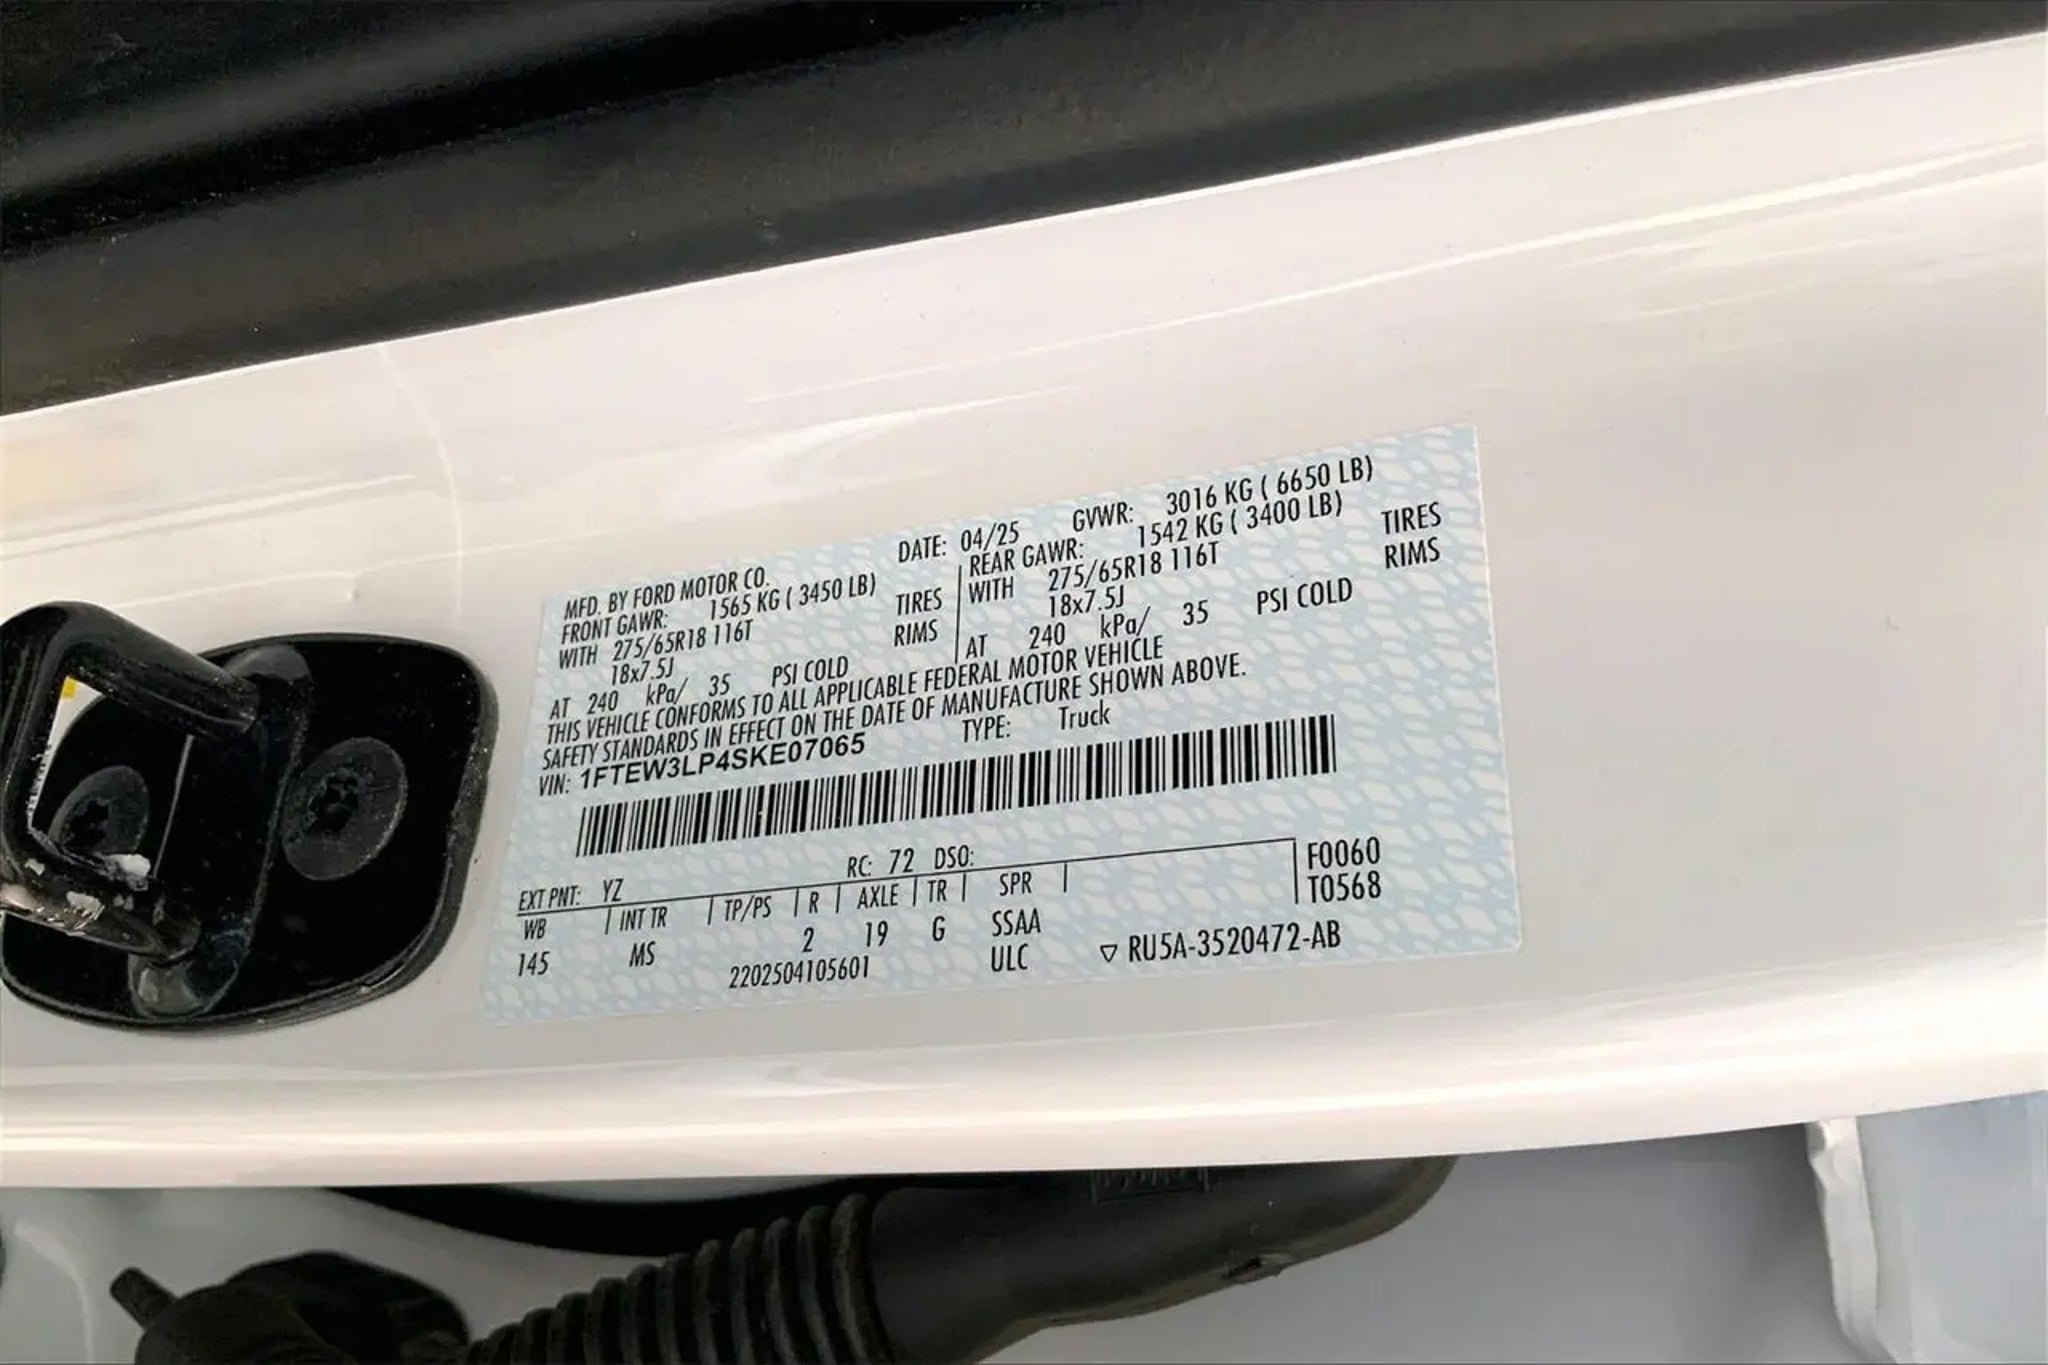 MFD. BY FORD MOTOR CO. DATE: 04/25 GVWR: 3016 KG ( 6650 LB)
FRONT GAWR: 1565 KG ( 3450 LB) REAR GAWR: 1542 KG ( 3400 LB)
WITH 275/65R18 116T TIRES WITH 275/65R18 116T TIRES
18x7.5J RIMS 18x7.5J RIMS
AT 240 kPa/ 35 PSI COLD AT 240 kPa/ 35 PSI COLD
THIS VEHICLE CONFORMS TO ALL APPLICABLE FEDERAL MOTOR VEHICLE
SAFETY STANDARDS IN EFFECT ON THE DATE OF MANUFACTURE SHOWN ABOVE.
VIN: 1FTEW3LP4SKE07065 TYPE: Truck
EXT PNT: YZ RC: 72 DSO: F0060
WB INT TR TP/PS R AXLE TR SPR T0568
145 MS 2 19 G SSAA
2202504105601 ULC ▽ RU5A-3520472-AB